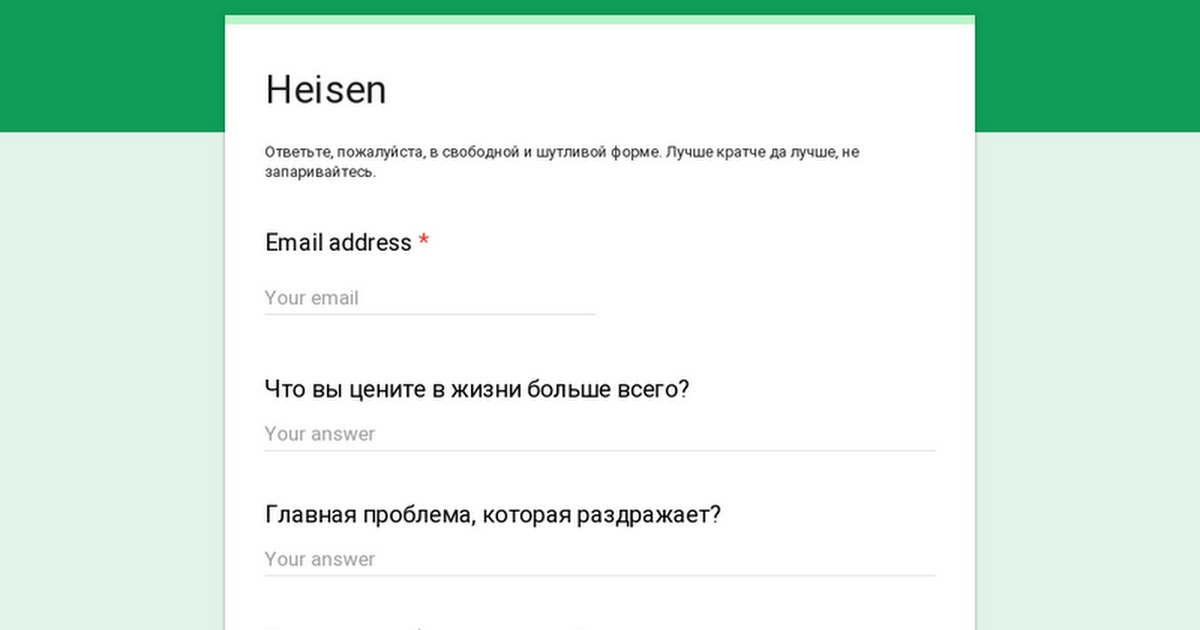 Heisen
Ответьте, пожалуйста, в свободной и шутливой форме. Лучше кратче да лучше, не
запаривайтесь.
Email address *
Your email
Что вы цените в жизни больше всего?
Your answer
Главная проблема, которая раздражает?
Your answer